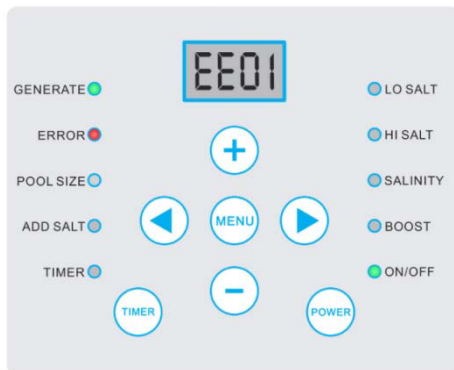 EE01
GENERATE
LO SALT
ERROR
HI SALT
+
POOL SIZE
SALINITY
ADD SALT
MENU
BOOST
TIMER
ON/OFF
−
TIMER
POWER